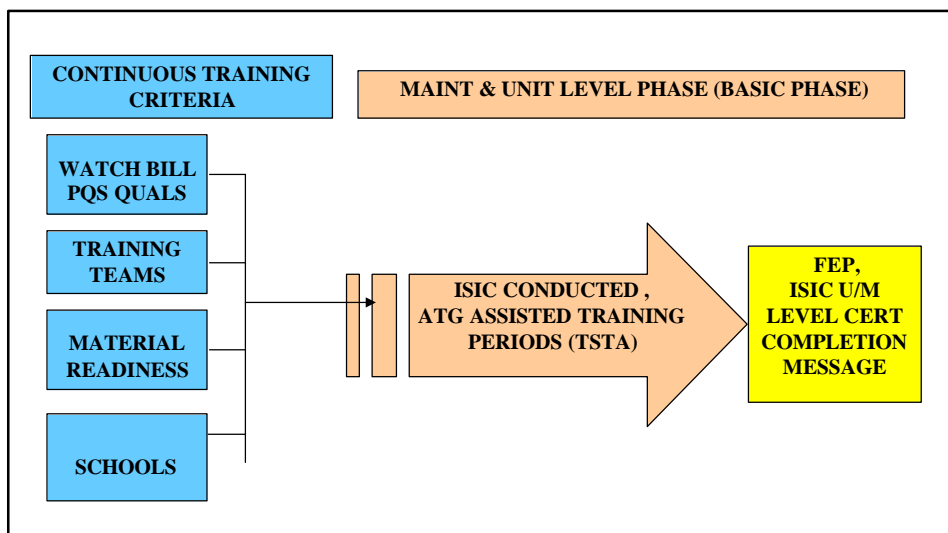 CONTINUOUS TRAINING
CRITERIA
MAINT & UNIT LEVEL PHASE (BASIC PHASE)
WATCH BILL
PQS QUALS
TRAINING
TEAMS
MATERIAL
READINESS
SCHOOLS
ISIC CONDUCTED ,
ATG ASSISTED TRAINING
PERIODS (TSTA)
FEP,
ISIC U/M
LEVEL CERT
COMPLETION
MESSAGE